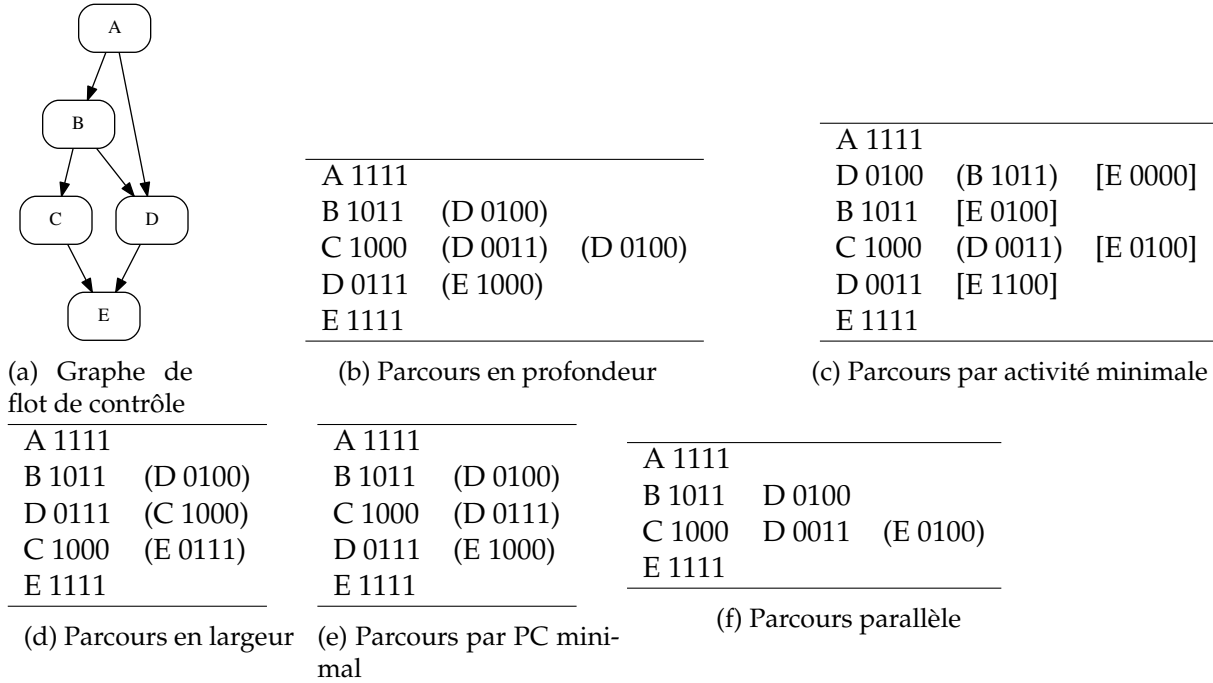 A
B
C
D
E
(a) Graphe de
flot de contrôle
A 1111
B 1011 (D 0100)
C 1000 (D 0011) (D 0100)
D 0111 (E 1000)
E 1111
(b) Parcours en profondeur
A 1111
D 0100 (B 1011) [E 0000]
B 1011 [E 0100]
C 1000 (D 0011) [E 0100]
D 0011 [E 1100]
E 1111
(c) Parcours par activité minimale
A 1111
B 1011 (D 0100)
D 0111 (C 1000)
C 1000 (E 0111)
E 1111
(d) Parcours en largeur
A 1111
B 1011 (D 0100)
C 1000 (D 0111)
D 0111 (E 1000)
E 1111
(e) Parcours par PC mini-
mal
A 1111
B 1011 D 0100
C 1000 D 0011 (E 0100)
E 1111
(f) Parcours parallèle